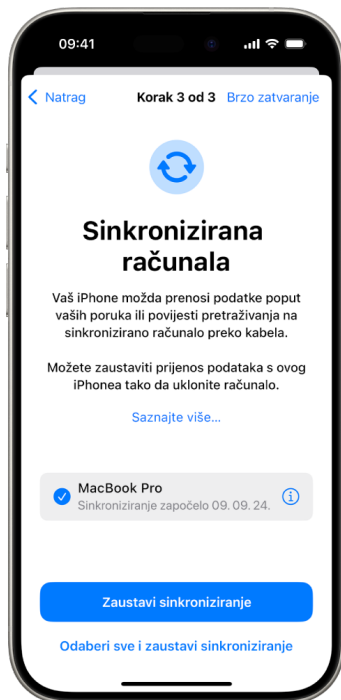 09:41
Natrag Korak 3 od 3 Brzo zatvaranje
Sinkronizirana
računala
Vaš iPhone možda prenosi podatke poput
vaših poruka ili povijesti pretraživanja na
sinkronizirano računalo preko kabela.
Možete zaustaviti prijenos podataka s ovog
iPhonea tako da uklonite računalo.
Saznajte više...
MacBook Pro
Sinkroniziranje započelo 09. 09. 24.
Zaustavi sinkroniziranje
Odaberi sve i zaustavi sinkroniziranje